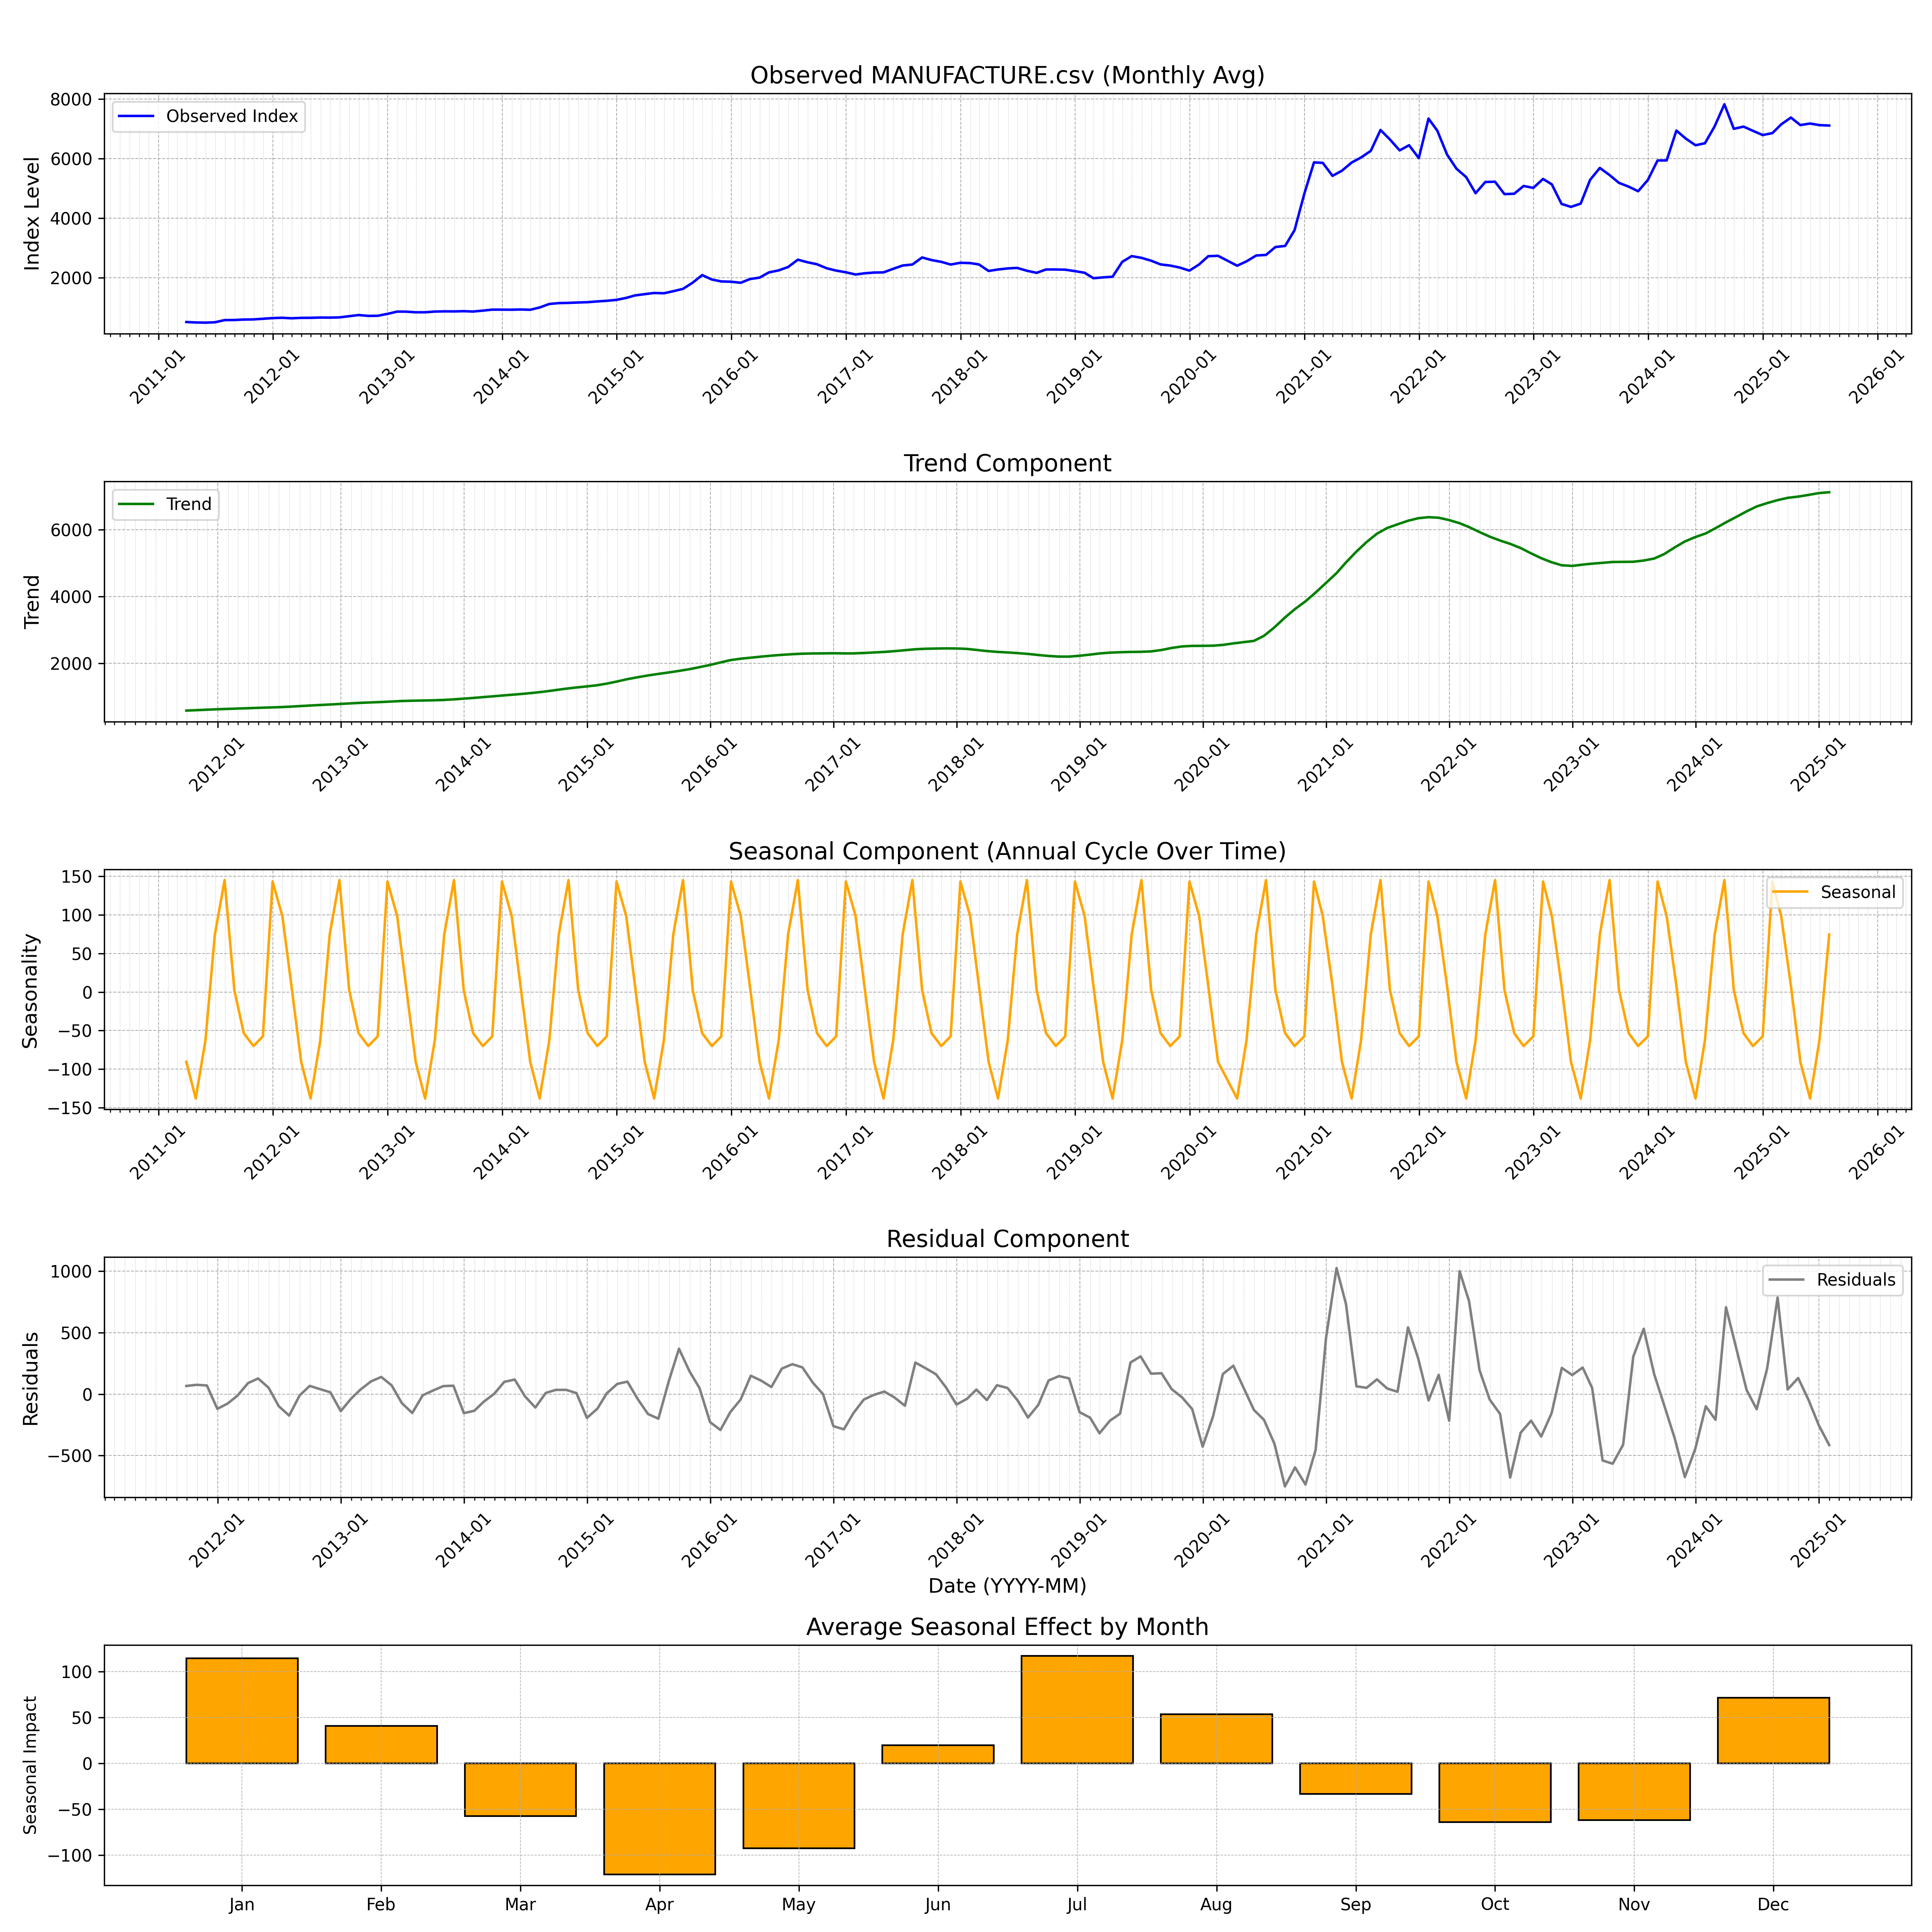 Observed MANUFACTURE.csv (Monthly Avg)
8000
6000
4000
2000
Index Level
Observed Index
2011-01 2012-01 2013-01 2014-01 2015-01 2016-01 2017-01 2018-01 2019-01 2020-01 2021-01 2022-01 2023-01 2024-01 2025-01 2026-01
Trend Component
6000
4000
2000
Trend
Trend
2012-01 2013-01 2014-01 2015-01 2016-01 2017-01 2018-01 2019-01 2020-01 2021-01 2022-01 2023-01 2024-01 2025-01
Seasonal Component (Annual Cycle Over Time)
150
100
50
0
−50
−100
−150
Seasonality
Seasonal
2011-01 2012-01 2013-01 2014-01 2015-01 2016-01 2017-01 2018-01 2019-01 2020-01 2021-01 2022-01 2023-01 2024-01 2025-01 2026-01
Residual Component
1000
500
0
−500
Residuals
Residuals
2012-01 2013-01 2014-01 2015-01 2016-01 2017-01 2018-01 2019-01 2020-01 2021-01 2022-01 2023-01 2024-01 2025-01
Date (YYYY-MM)
Average Seasonal Effect by Month
100
50
0
−50
−100
Seasonal Impact
Jan Feb Mar Apr May Jun Jul Aug Sep Oct Nov Dec